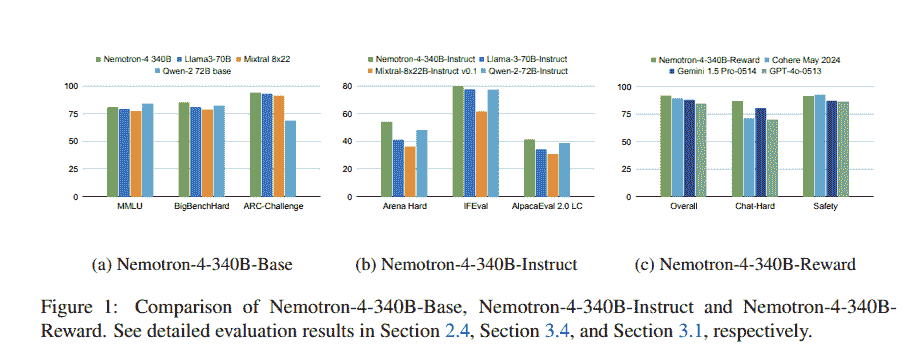 Nemotron-4 340B Llama3-70B Mixtral 8x22
Qwen-2 72B base
100
75
50
25
0
MMLU BigBenchHard ARC-Challenge
(a) Nemotron-4-340B-Base
Nemotron-4-340B-Instruct Llama-3-70B-Instruct
Mixtral-8x22B-Instruct v0.1 Qwen-2-72B-Instruct
80
60
40
20
0
Arena Hard IFEval AlpacaEval 2.0 LC
(b) Nemotron-4-340B-Instruct
Nemotron-4-340B-Reward Cohere May 2024
Gemini 1.5 Pro-0514 GPT-4o-0513
100
75
50
25
0
Overall Chat-Hard Safety
(c) Nemotron-4-340B-Reward
Figure 1: Comparison of Nemotron-4-340B-Base, Nemotron-4-340B-Instruct and Nemotron-4-340B-
Reward. See detailed evaluation results in Section 2.4, Section 3.4, and Section 3.1, respectively.